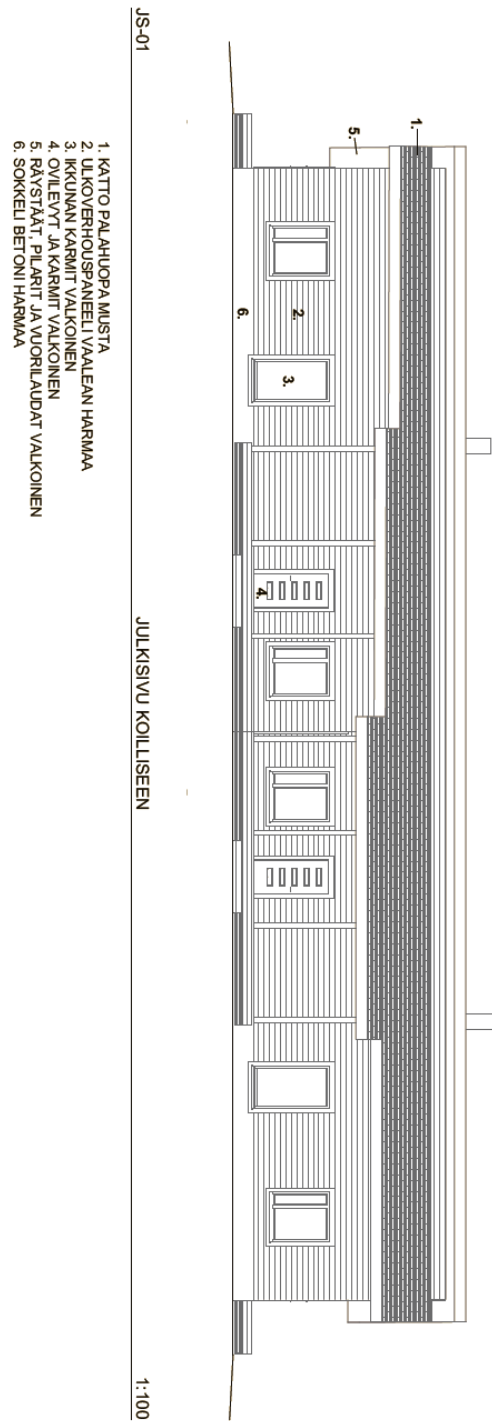 1.
5.
2.
3.
4.
6.
JS-01 JULKISIVU KOILLISEEN 1:100
1. KATTO PALAHUOPA MUSTA
2. ULKOVERHOUSPANEELI VAALEAN HARMAA
3. IKKUNAN KARMIT VALKOINEN
4. OVILEVYT JA KARMIT VALKOINEN
5. RÄYSTÄÄT, PILARIT JA VUORILAUDAT VALKOINEN
6. SOKKELI BETONI HARMAA